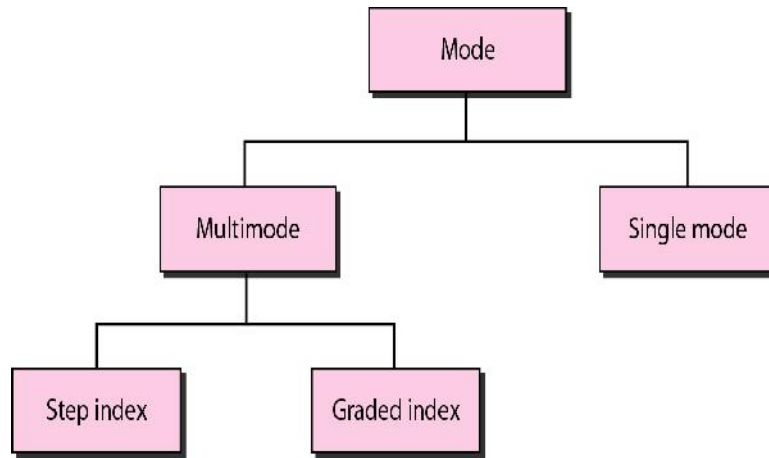 Mode
Multimode
Single mode
Step index
Graded index